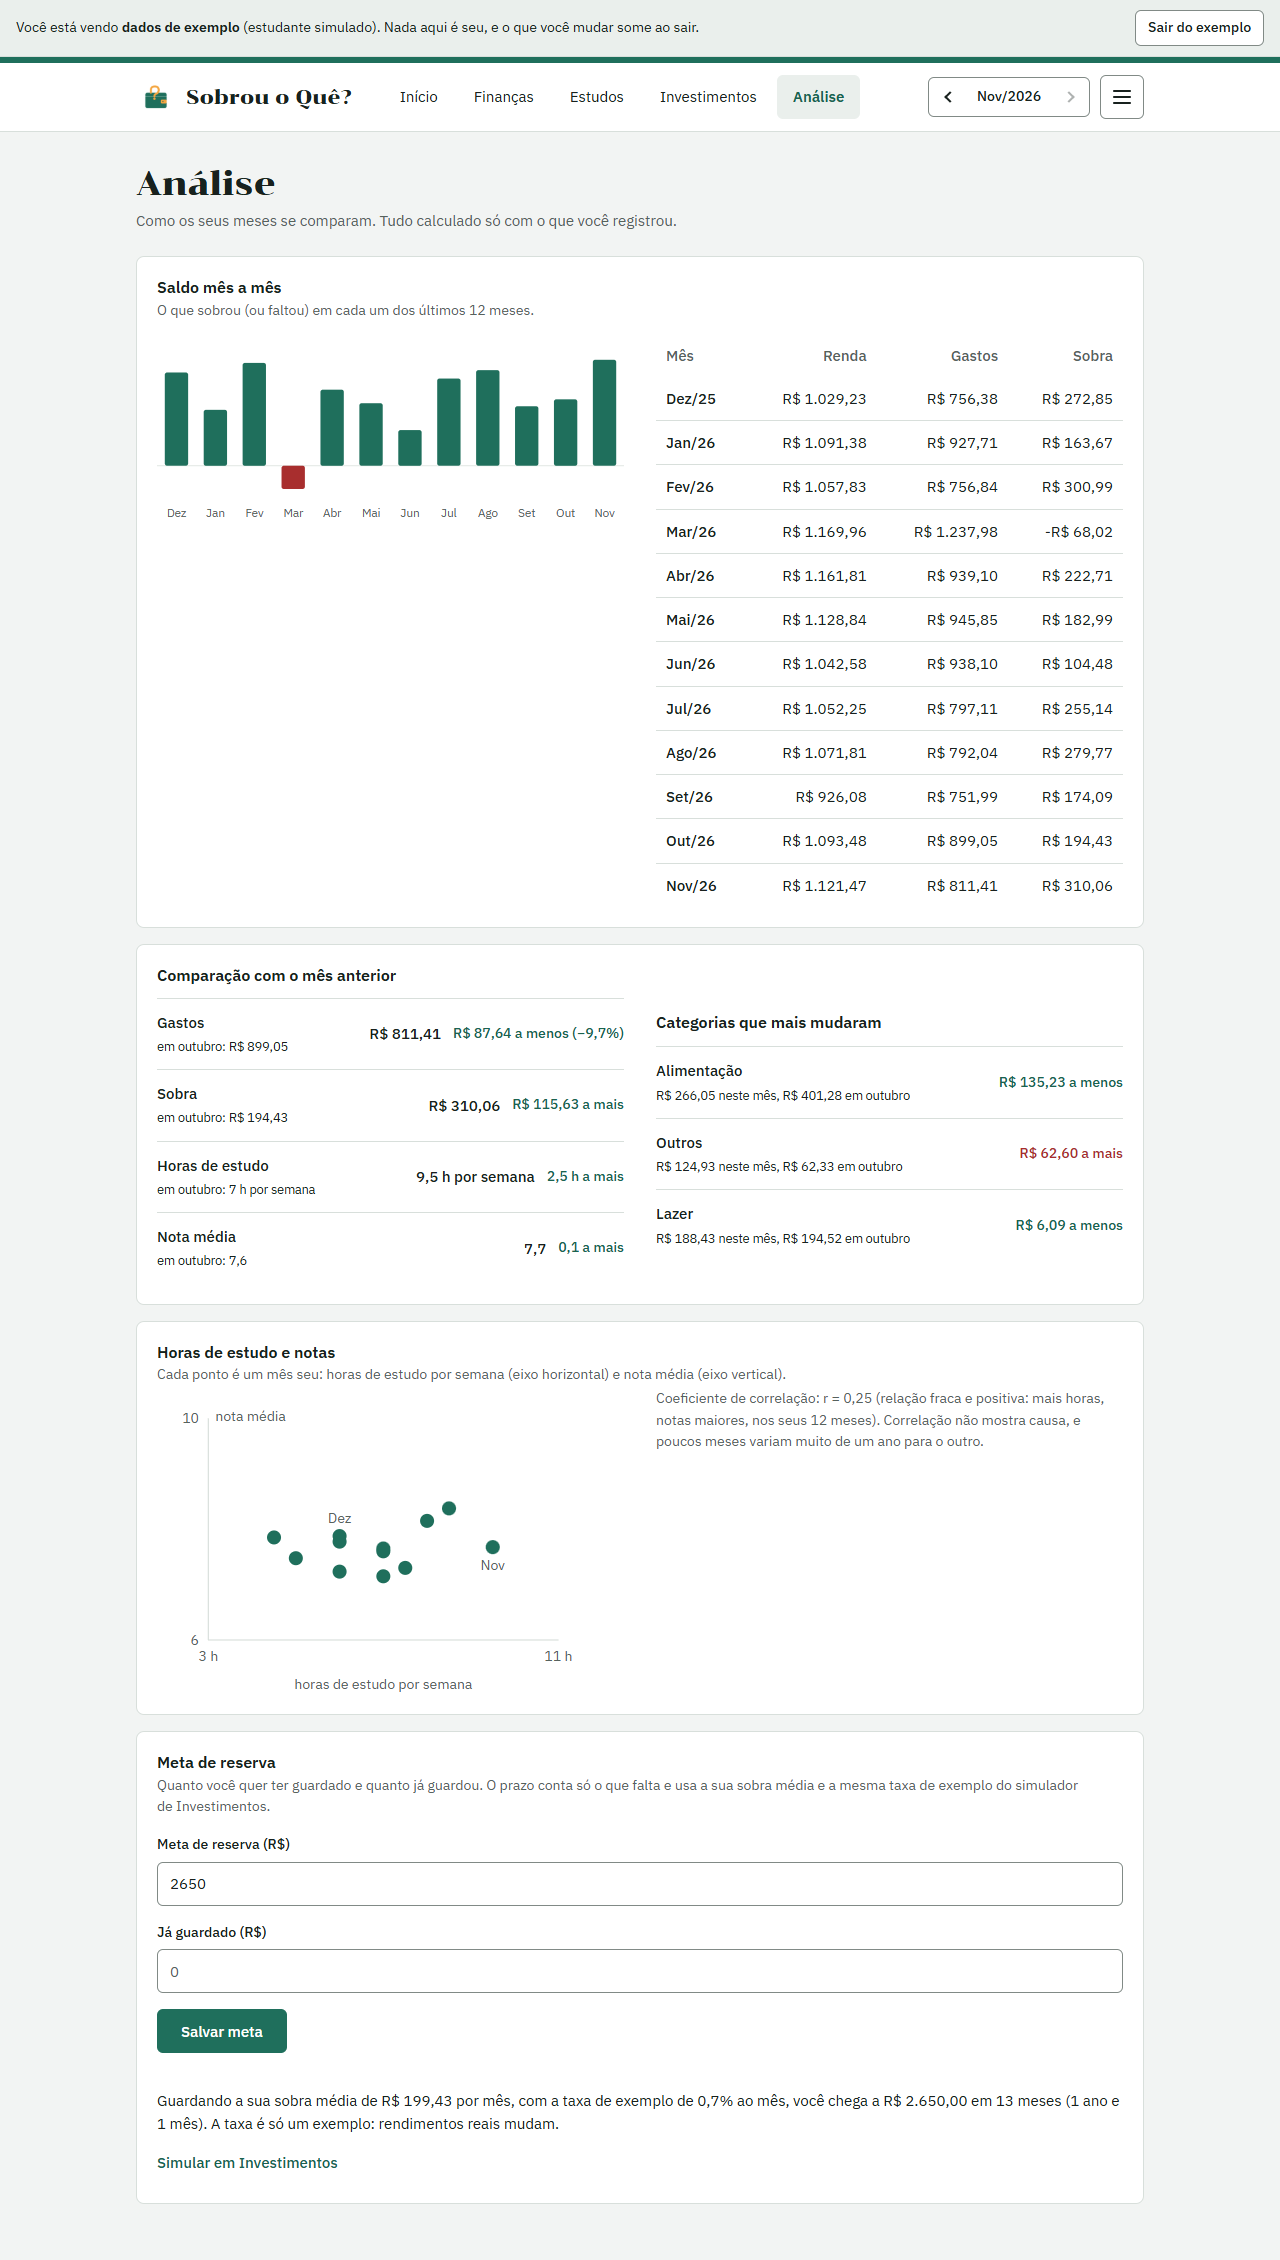 Você está vendo dados de exemplo (estudante simulado). Nada aqui é seu, e o que você mudar some ao sair.
Sair do exemplo
Sobrou o Quê?
Início
Finanças
Estudos
Investimentos
Análise
Nov/2026
Análise
Como os seus meses se comparam. Tudo calculado só com o que você registrou.
Saldo mês a mês
O que sobrou (ou faltou) em cada um dos últimos 12 meses.
Dez Jan Fev Mar Abr Mai Jun Jul Ago Set Out Nov
Mês Renda Gastos Sobra
Dez/25 R$ 1.029,23 R$ 756,38 R$ 272,85
Jan/26 R$ 1.091,38 R$ 927,71 R$ 163,67
Fev/26 R$ 1.057,83 R$ 756,84 R$ 300,99
Mar/26 R$ 1.169,96 R$ 1.237,98 -R$ 68,02
Abr/26 R$ 1.161,81 R$ 939,10 R$ 222,71
Mai/26 R$ 1.128,84 R$ 945,85 R$ 182,99
Jun/26 R$ 1.042,58 R$ 938,10 R$ 104,48
Jul/26 R$ 1.052,25 R$ 797,11 R$ 255,14
Ago/26 R$ 1.071,81 R$ 792,04 R$ 279,77
Set/26 R$ 926,08 R$ 751,99 R$ 174,09
Out/26 R$ 1.093,48 R$ 899,05 R$ 194,43
Nov/26 R$ 1.121,47 R$ 811,41 R$ 310,06
Comparação com o mês anterior
Gastos
em outubro: R$ 899,05
R$ 811,41 R$ 87,64 a menos (−9,7%)
Sobra
em outubro: R$ 194,43
R$ 310,06 R$ 115,63 a mais
Horas de estudo
em outubro: 7 h por semana
9,5 h por semana 2,5 h a mais
Nota média
em outubro: 7,6
7,7 0,1 a mais
Categorias que mais mudaram
Alimentação
R$ 266,05 neste mês, R$ 401,28 em outubro
R$ 135,23 a menos
Outros
R$ 124,93 neste mês, R$ 62,33 em outubro
R$ 62,60 a mais
Lazer
R$ 188,43 neste mês, R$ 194,52 em outubro
R$ 6,09 a menos
Horas de estudo e notas
Cada ponto é um mês seu: horas de estudo por semana (eixo horizontal) e nota média (eixo vertical).
10
nota média
Dez
Nov
6
3 h
11 h
horas de estudo por semana
Coeficiente de correlação: r = 0,25 (relação fraca e positiva: mais horas,
notas maiores, nos seus 12 meses). Correlação não mostra causa, e
poucos meses variam muito de um ano para o outro.
Meta de reserva
Quanto você quer ter guardado e quanto já guardou. O prazo conta só o que falta e usa a sua sobra média e a mesma taxa de exemplo do simulador
de Investimentos.
Meta de reserva (R$)
2650
Já guardado (R$)
0
Salvar meta
Guardando a sua sobra média de R$ 199,43 por mês, com a taxa de exemplo de 0,7% ao mês, você chega a R$ 2.650,00 em 13 meses (1 ano e
1 mês). A taxa é só um exemplo: rendimentos reais mudam.
Simular em Investimentos